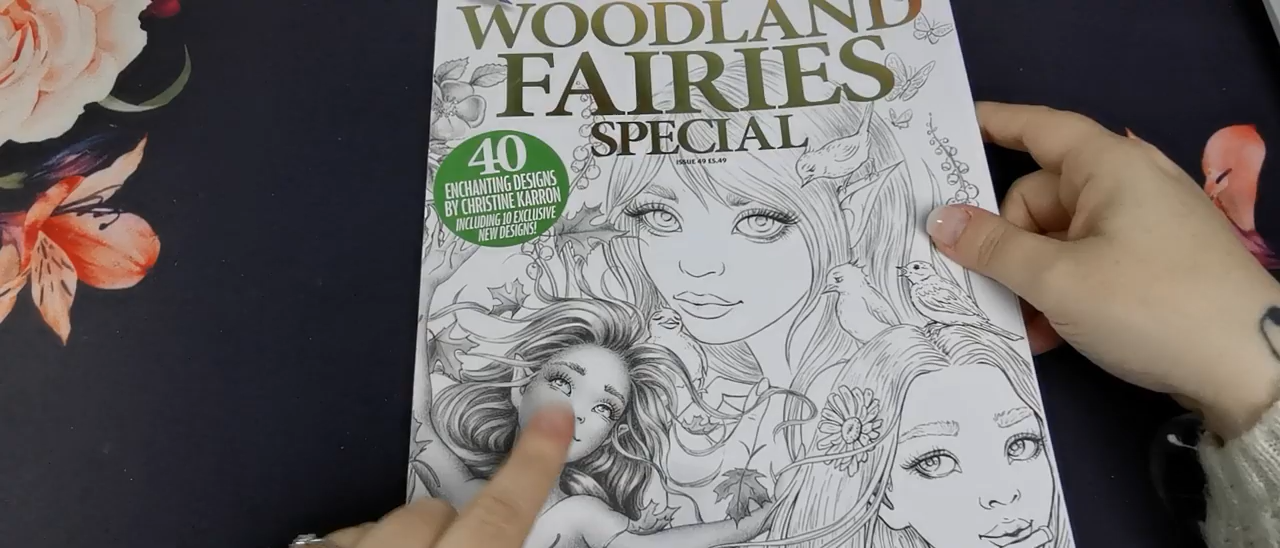 WOODLAND
FAIRIES
SPECIAL
ISSUE 49 £5.49
40
ENCHANTING DESIGNS
BY CHRISTINE KARRON
INCLUDING 10 EXCLUSIVE
NEW DESIGNS!